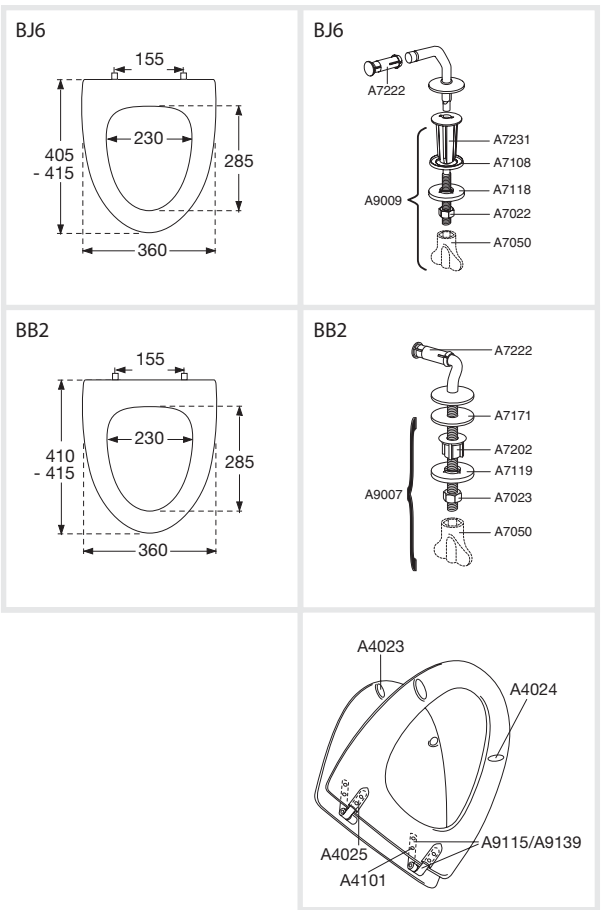 BJ6
155
230
405
- 415
285
360
BJ6
A7222
A7231
A7108
A9009
A7118
A7022
A7050
BB2
155
230
410
- 415
285
360
BB2
A7222
A7171
A7202
A7119
A9007
A7023
A7050
A4023
A4024
A4025
A9115/A9139
A4101